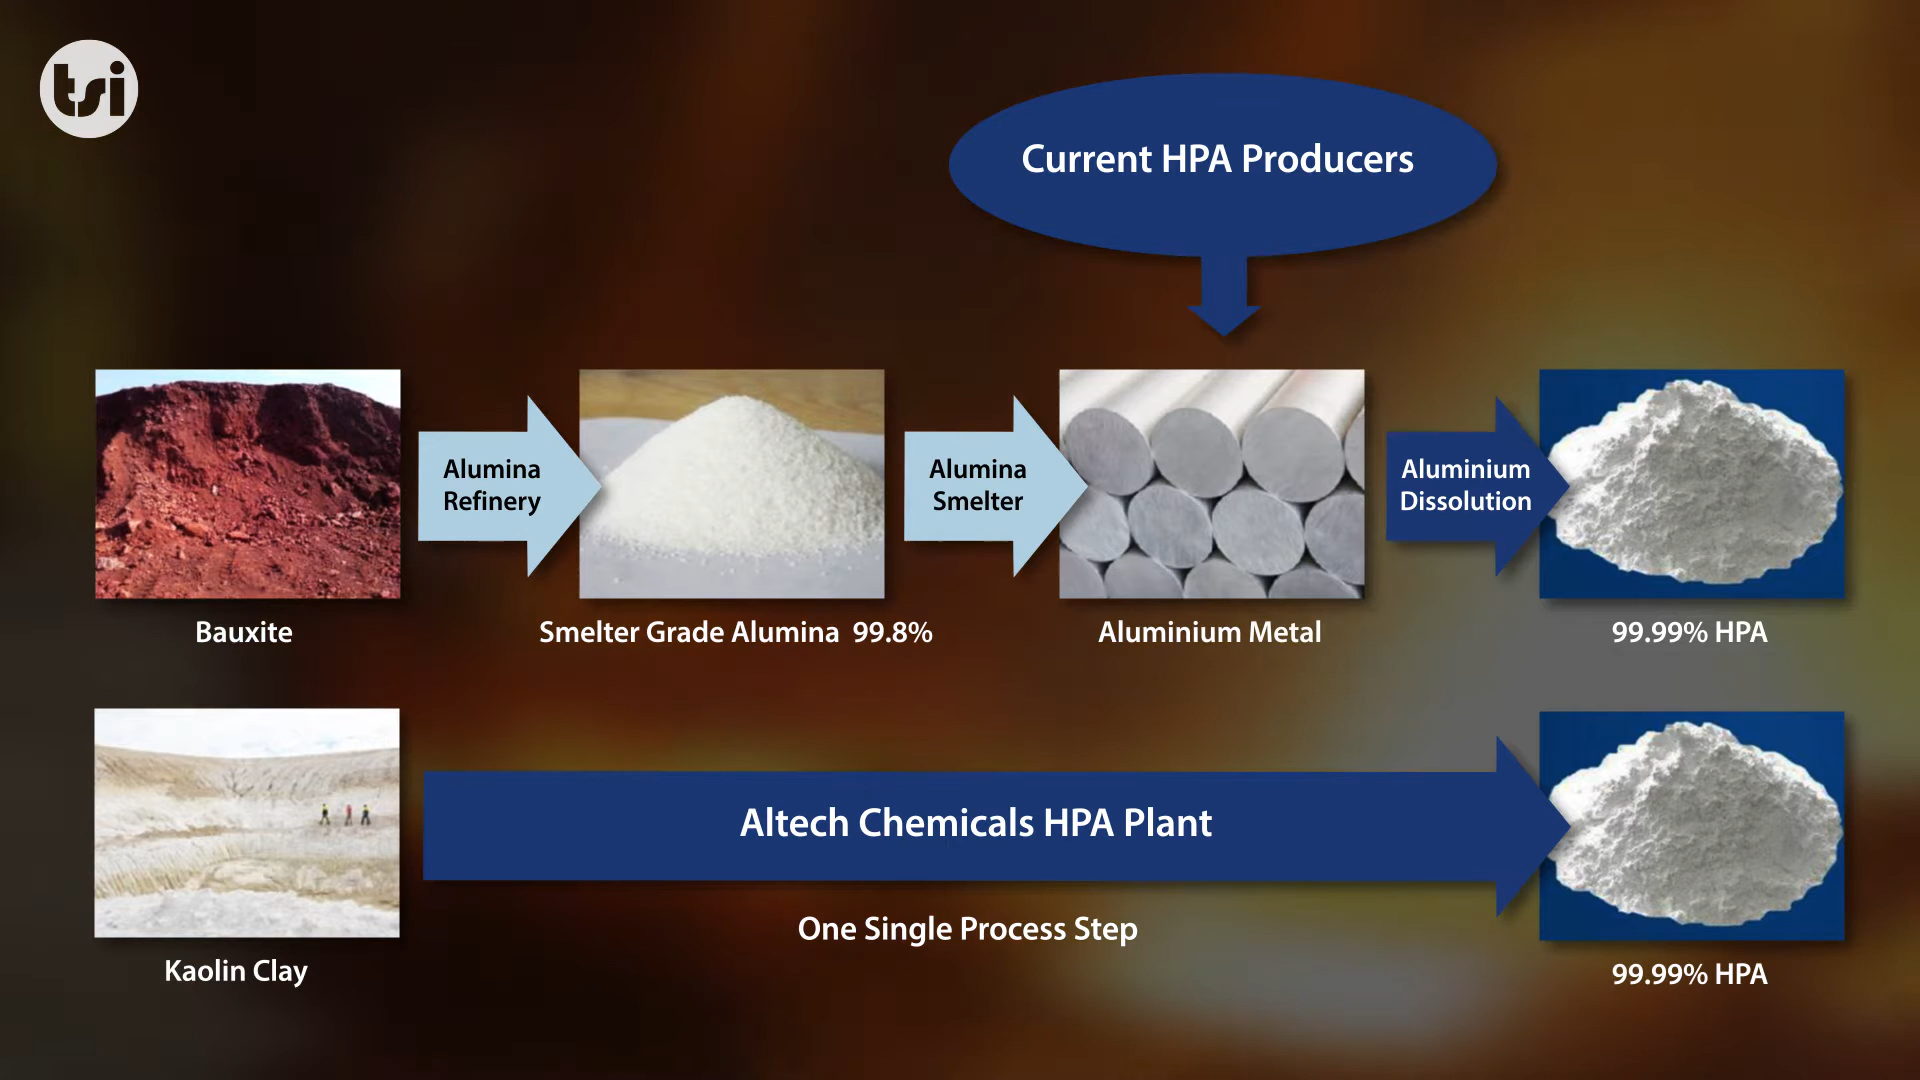 tsi
Current HPA Producers
Alumina
Refinery
Alumina
Smelter
Aluminium
Dissolution
Bauxite
Smelter Grade Alumina 99.8%
Aluminium Metal
99.99% HPA
Altech Chemicals HPA Plant
One Single Process Step
Kaolin Clay
99.99% HPA